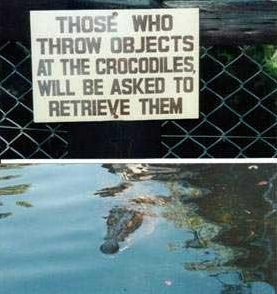 THOSE WHO
THROW OBJECTS
AT THE CROCODILES,
WILL BE ASKED TO
RETRIEVE THEM